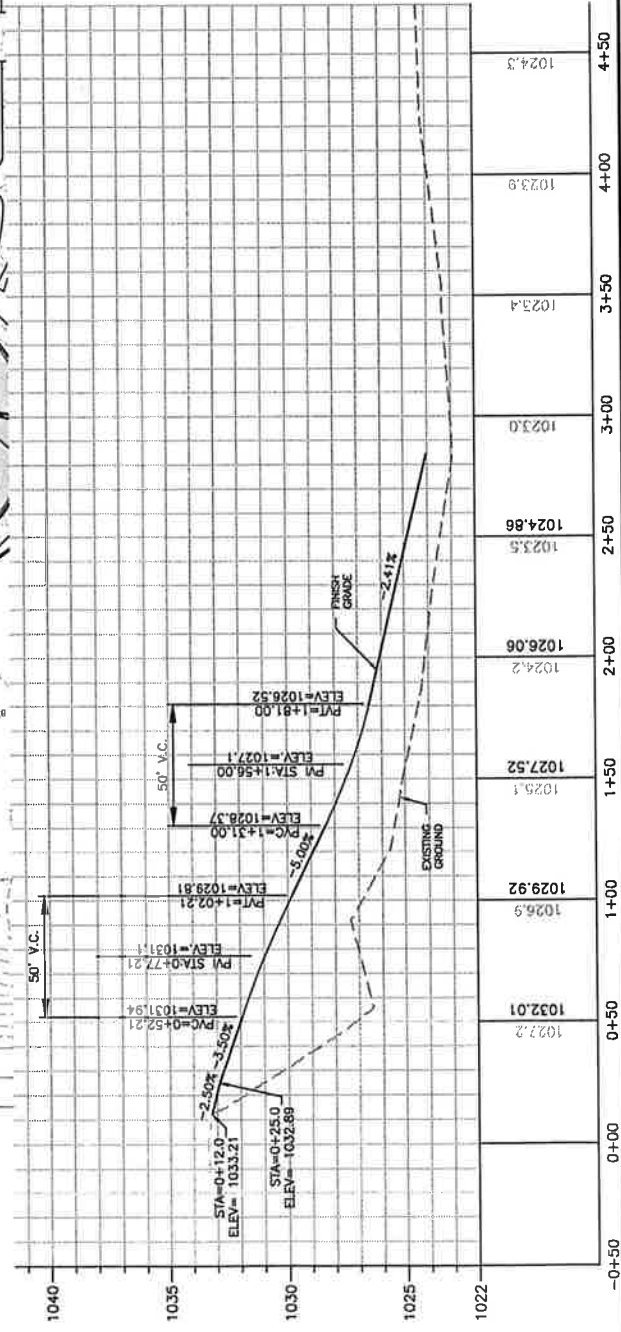 1040
1035
1030
1025
1022
50' V.C.
50' V.C.
PVC=0+52.21
ELEV=1031.94
PVI STA:0+77.21
ELEV.=1031.1
PVT=1+02.21
ELEV=1029.81
PVC=1+31.00
ELEV=1028.37
PVI STA:1+56.00
ELEV.=1027.1
PVT=1+81.00
ELEV=1026.52
-2.50%
-3.50%
-5.00%
-2.41%
FINISH
GRADE
STA=0+12.0
ELEV= 1033.21
STA=0+25.0
ELEV= 1032.89
EXISTING
GROUND
1027.2
1032.01
1026.9
1029.92
1025.1
1027.52
1024.2
1026.06
1023.5
1024.86
1023.0
1023.4
1023.9
1024.3
-0+50
0+00
0+50
1+00
1+50
2+00
2+50
3+00
3+50
4+00
4+50